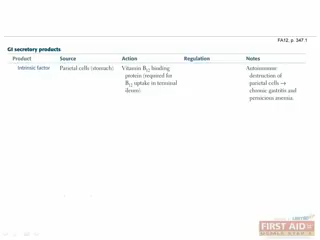 FA12, p. 347.1
GI secretory products
Product Source Action Regulation Notes
Intrinsic factor Parietal cells (stomach) Vitamin B12 binding protein (required for B12 uptake in terminal ileum) Autoimmune destruction of parietal cells → chronic gastritis and pernicious anemia.
FIRST AID